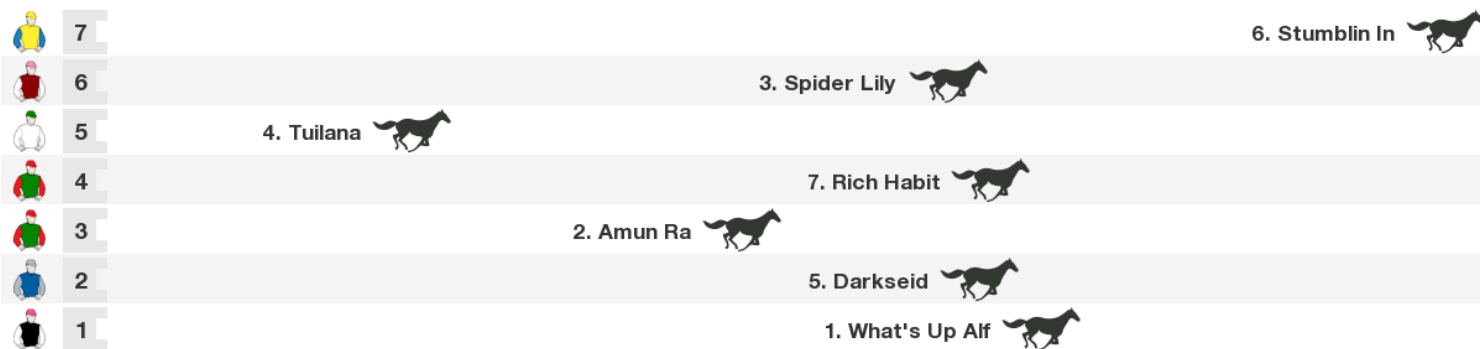 7 6. Stumblin In
6 3. Spider Lily
5 4. Tuilana
4 7. Rich Habit
3 2. Amun Ra
2 5. Darkseid
1 1. What's Up Alf